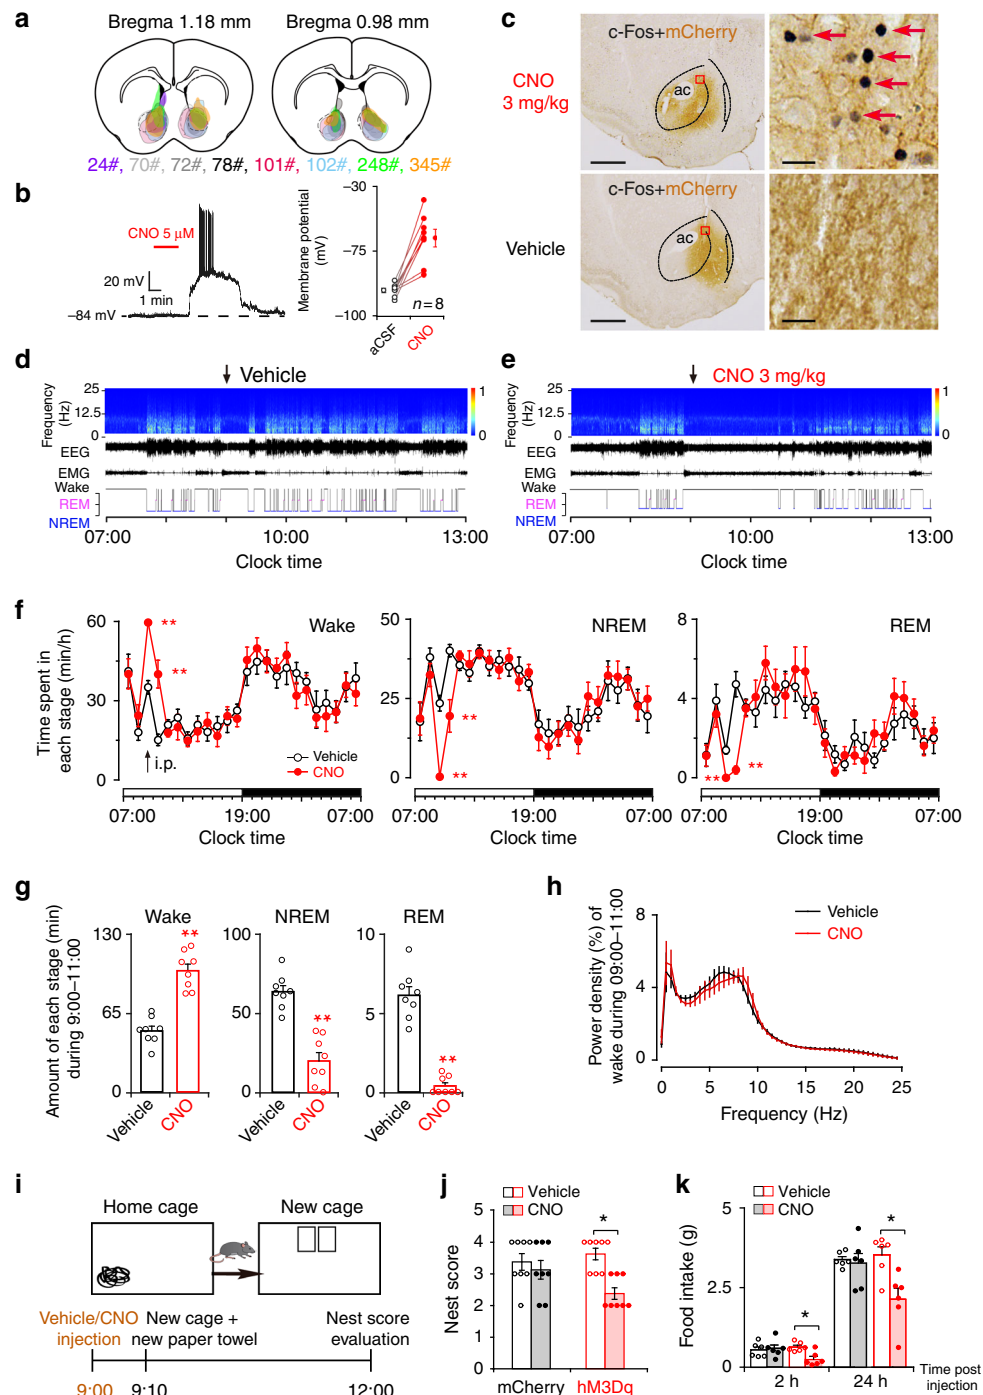 a
Bregma 1.18 mm
Bregma 0.98 mm
24#, 70#, 72#, 78#, 101#, 102#, 248#, 345#
b
CNO 5 µM
20 mV
1 min
−84 mV
Membrane potential
(mV)
−30
−75
−100
n=8
aCSF
CNO
c
CNO
3 mg/kg
c-Fos+mCherry
ac
Vehicle
c-Fos+mCherry
ac
d
Vehicle
Frequency
(Hz)
25
12.5
0
1
0
EEG
EMG
Wake
REM
NREM
07:00
10:00
13:00
Clock time
e
CNO 3 mg/kg
Frequency
(Hz)
25
12.5
0
1
0
EEG
EMG
Wake
REM
NREM
07:00
10:00
13:00
Clock time
f
Time spent in
each stage (min/h)
60
30
0
Wake
**
**
i.p.
Vehicle
CNO
07:00
19:00
07:00
Clock time
50
25
0
NREM
**
**
07:00
19:00
07:00
Clock time
8
4
0
REM
**
**
07:00
19:00
07:00
Clock time
g
Amount of each stage (min)
during 9:00–11:00
Wake
130
65
0
**
Vehicle
CNO
NREM
100
50
0
**
Vehicle
CNO
REM
10
5
0
**
Vehicle
CNO
h
Power density (%) of
wake during 09:00–11:00
8
4
0
Vehicle
CNO
0
5
10
15
20
25
Frequency (Hz)
i
Home cage
New cage
Vehicle/CNO
injection
New cage +
new paper towel
Nest score
evaluation
9:00
9:10
12:00
j
Vehicle
CNO
Nest score
5
4
3
2
1
0
*
mCherry
hM3Dq
k
Vehicle
CNO
Food intake (g)
5
2.5
0
*
*
2 h
24 h
Time post
injection